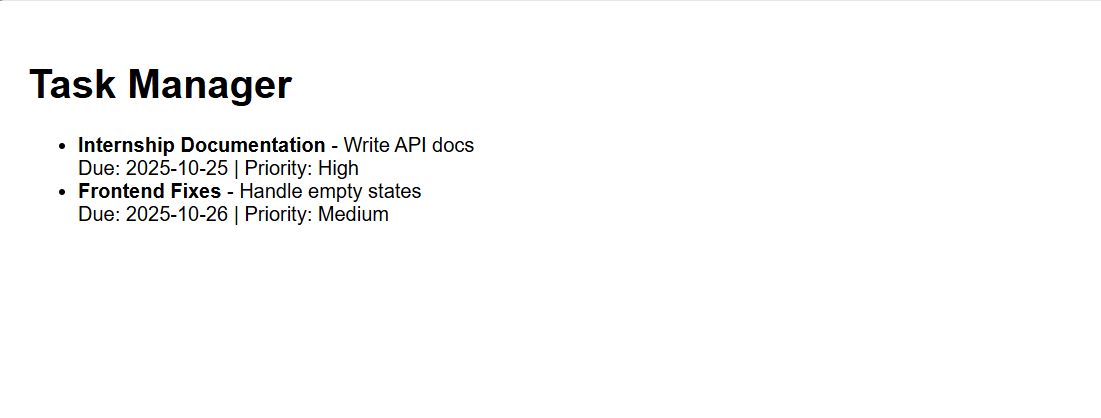 Task Manager
• Internship Documentation - Write API docs
Due: 2025-10-25 | Priority: High
• Frontend Fixes - Handle empty states
Due: 2025-10-26 | Priority: Medium